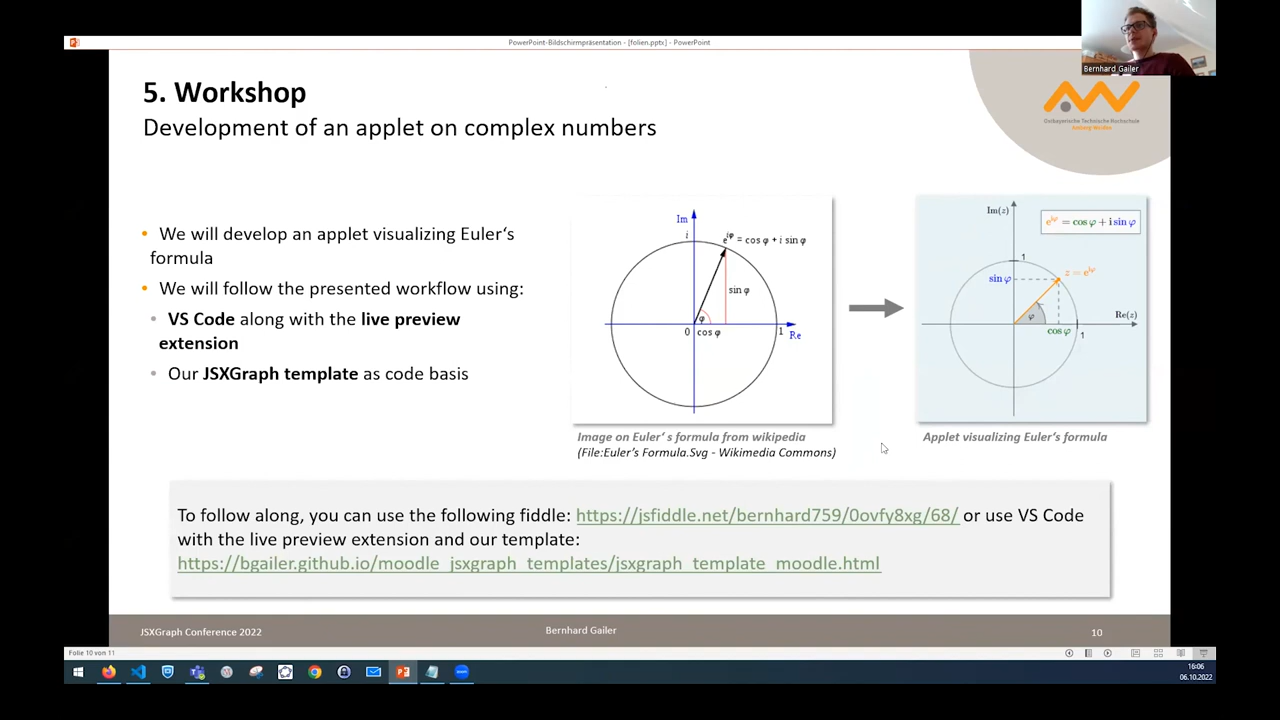 PowerPoint-Bildschirmpräsentation - [folien.pptx] - PowerPoint
Bernhard Gailer
5. Workshop
Development of an applet on complex numbers
Ostbayerische Technische Hochschule
Amberg-Weiden
• We will develop an applet visualizing Euler‘s
formula
• We will follow the presented workflow using:
• VS Code along with the live preview
extension
• Our JSXGraph template as code basis
Im
i
e^iφ = cos φ + i sin φ
sin φ
φ
0
cos φ
1
Re
Im(z)
e^iφ = cos φ + i sin φ
1
sin φ
z = e^iφ
φ
Re(z)
cos φ
1
Image on Euler‘ s formula from wikipedia
(File:Euler’s Formula.Svg - Wikimedia Commons)
Applet visualizing Euler’s formula
To follow along, you can use the following fiddle: https://jsfiddle.net/bernhard759/0ovfy8xg/68/ or use VS Code
with the live preview extension and our template:
https://bgailer.github.io/moodle_jsxgraph_templates/jsxgraph_template_moodle.html
JSXGraph Conference 2022
Bernhard Gailer
10
Folie 10 von 11
16:06
06.10.2022